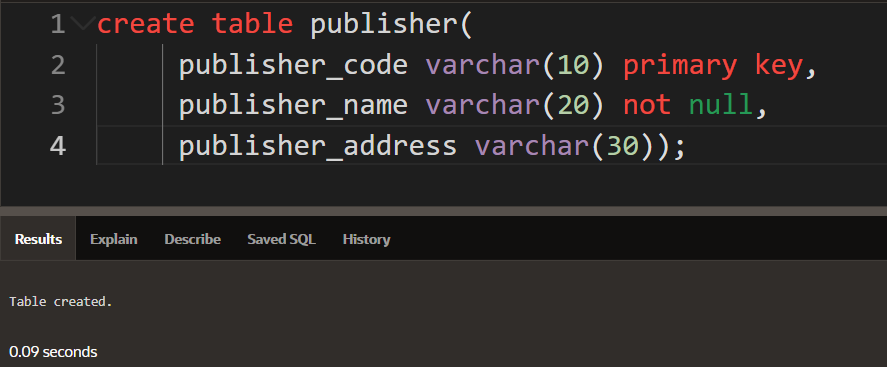 1 create table publisher(
2 publisher_code varchar(10) primary key,
3 publisher_name varchar(20) not null,
4 publisher_address varchar(30));
Results Explain Describe Saved SQL History
Table created.
0.09 seconds